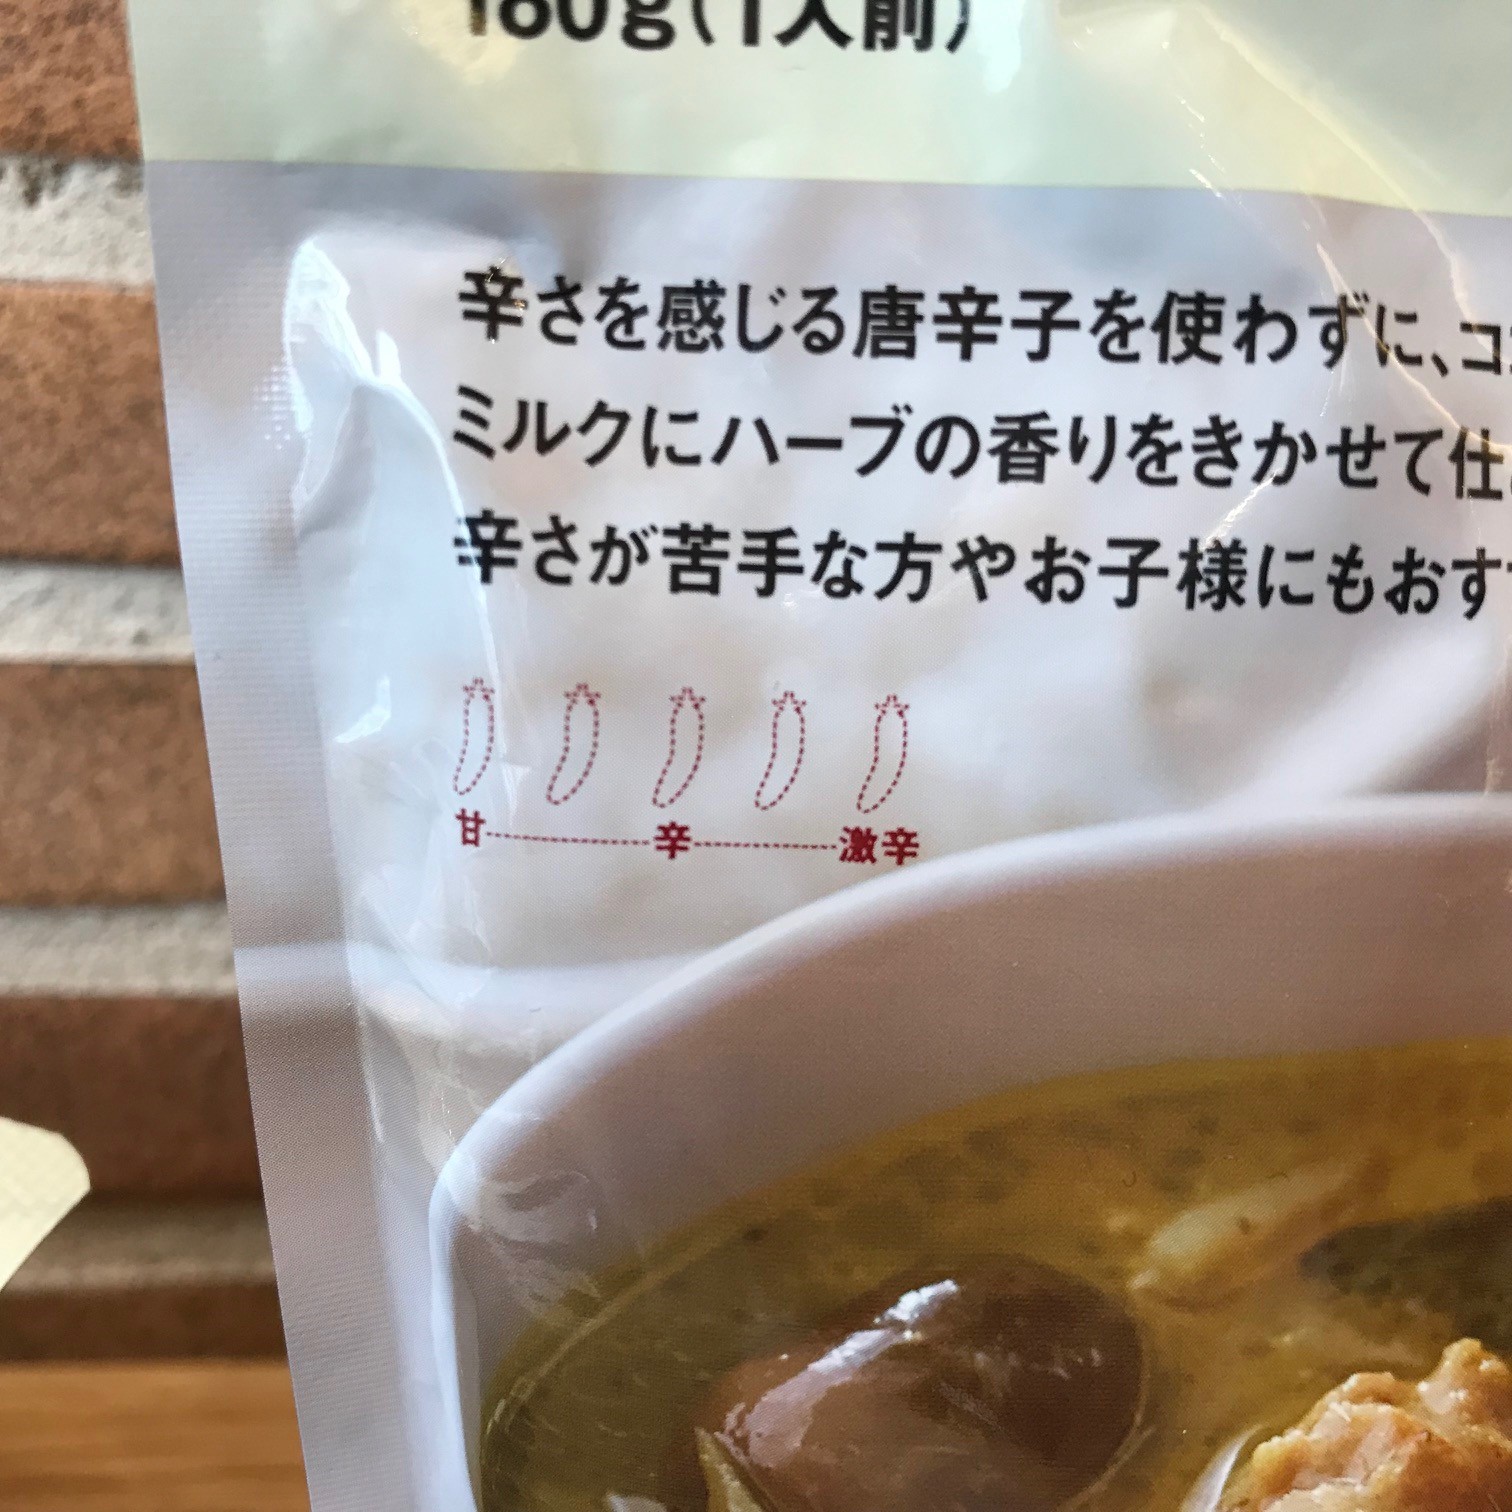 180g(1人前)
辛さを感じる唐辛子を使わずに、コ
ミルクにハーブの香りをきかせて仕
辛さが苦手な方やお子様にもおす
甘 辛 激辛